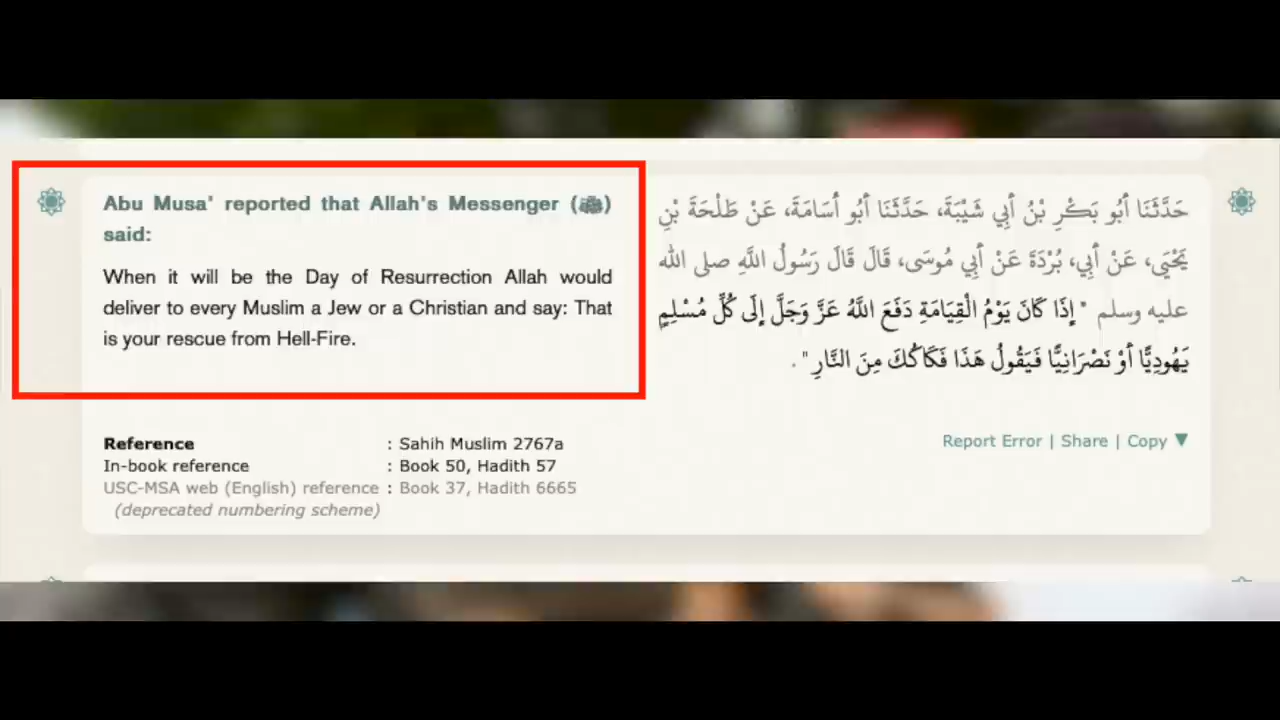 Abu Musa' reported that Allah's Messenger (ﷺ)
said:
When it will be the Day of Resurrection Allah would
deliver to every Muslim a Jew or a Christian and say: That
is your rescue from Hell-Fire.
حَدَّثَنَا أَبُو بَكْرِ بْنُ أَبِي شَيْبَةَ، حَدَّثَنَا أَبُو أُسَامَةَ، عَنْ طَلْحَةَ بْنِ
يَحْيَى، عَنْ أَبِي، بُرْدَةَ عَنْ أَبِي مُوسَى، قَالَ قَالَ رَسُولُ اللَّهِ صلى الله
عليه وسلم " إِذَا كَانَ يَوْمُ الْقِيَامَةِ دَفَعَ اللَّهُ عَزَّ وَجَلَّ إِلَى كُلِّ مُسْلِمٍ
يَهُودِيًّا أَوْ نَصْرَانِيًّا فَيَقُولُ هَذَا فَكَاكُكَ مِنَ النَّارِ " .
Reference : Sahih Muslim 2767a
In-book reference : Book 50, Hadith 57
USC-MSA web (English) reference : Book 37, Hadith 6665
(deprecated numbering scheme)
Report Error | Share | Copy ▼